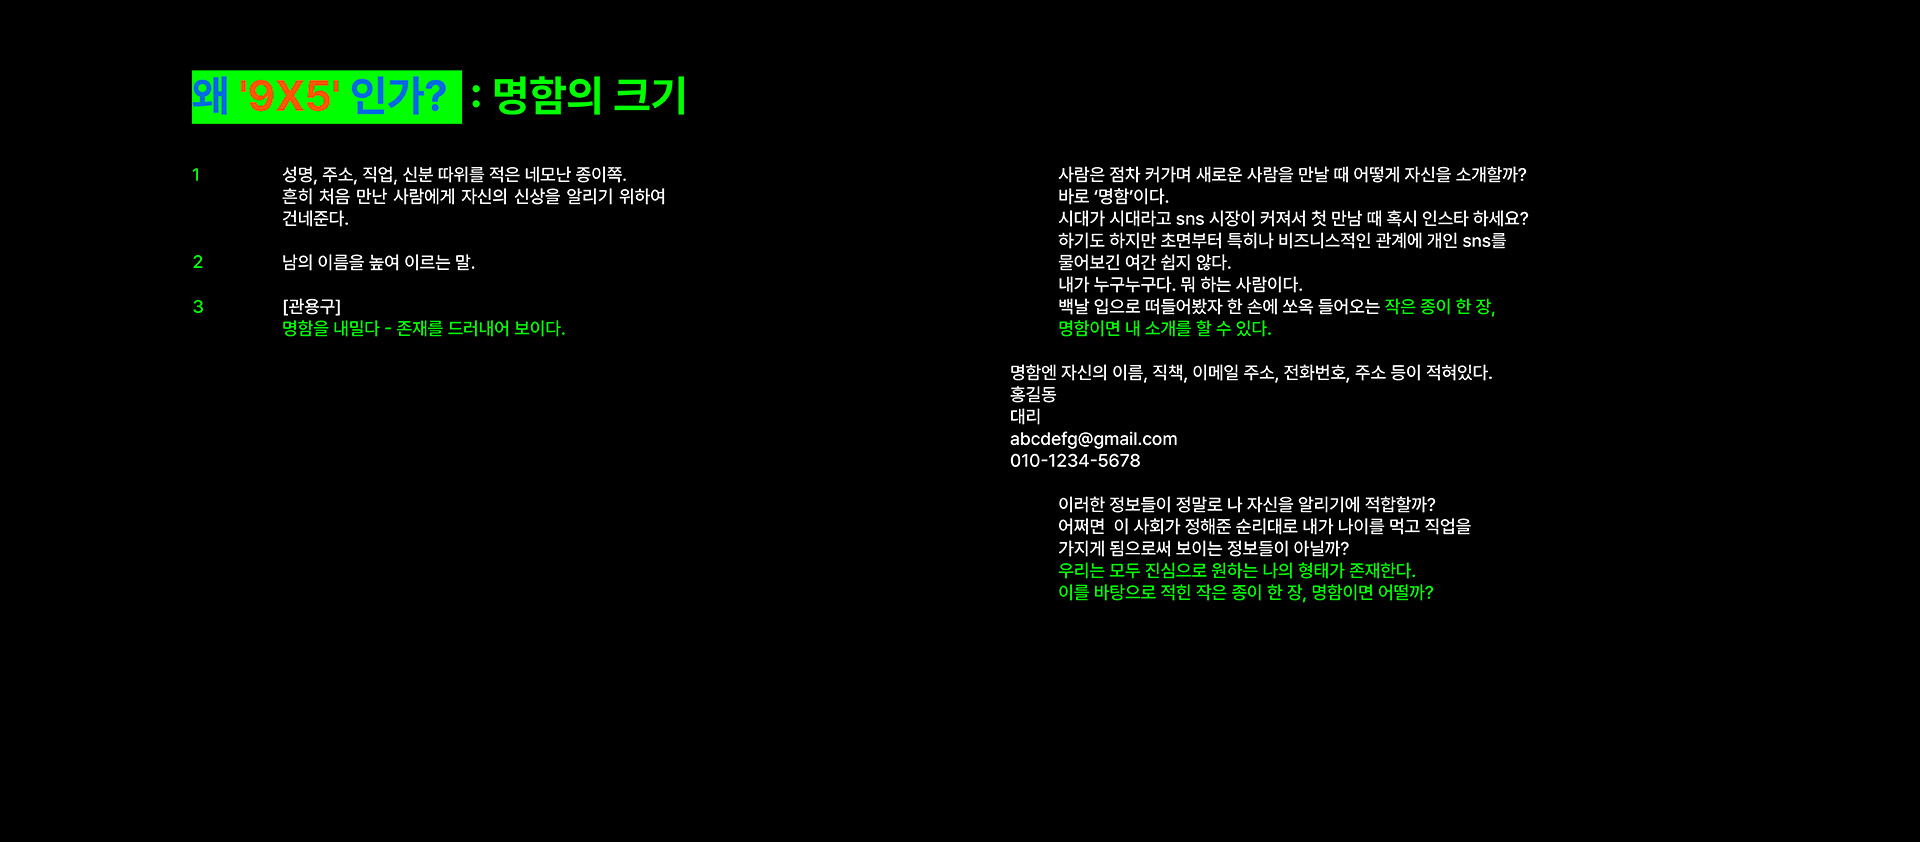 왜 '9X5' 인가? : 명함의 크기
1
성명, 주소, 직업, 신분 따위를 적은 네모난 종이쪽.
흔히 처음 만난 사람에게 자신의 신상을 알리기 위하여
건네준다.
2
남의 이름을 높여 이르는 말.
3
[관용구]
명함을 내밀다 - 존재를 드러내어 보이다.
사람은 점차 커가며 새로운 사람을 만날 때 어떻게 자신을 소개할까?
바로 ‘명함’이다.
시대가 시대라고 sns 시장이 커져서 첫 만남 때 혹시 인스타 하세요?
하기도 하지만 초면부터 특히나 비즈니스적인 관계에 개인 sns를
물어보긴 여간 쉽지 않다.
내가 누구누구다. 뭐 하는 사람이다.
백날 입으로 떠들어봤자 한 손에 쏘옥 들어오는 작은 종이 한 장,
명함이면 내 소개를 할 수 있다.
명함엔 자신의 이름, 직책, 이메일 주소, 전화번호, 주소 등이 적혀있다.
홍길동
대리
abcdefg@gmail.com
010-1234-5678
이러한 정보들이 정말로 나 자신을 알리기에 적합할까?
어쩌면  이 사회가 정해준 순리대로 내가 나이를 먹고 직업을
가지게 됨으로써 보이는 정보들이 아닐까?
우리는 모두 진심으로 원하는 나의 형태가 존재한다.
이를 바탕으로 적힌 작은 종이 한 장, 명함이면 어떨까?